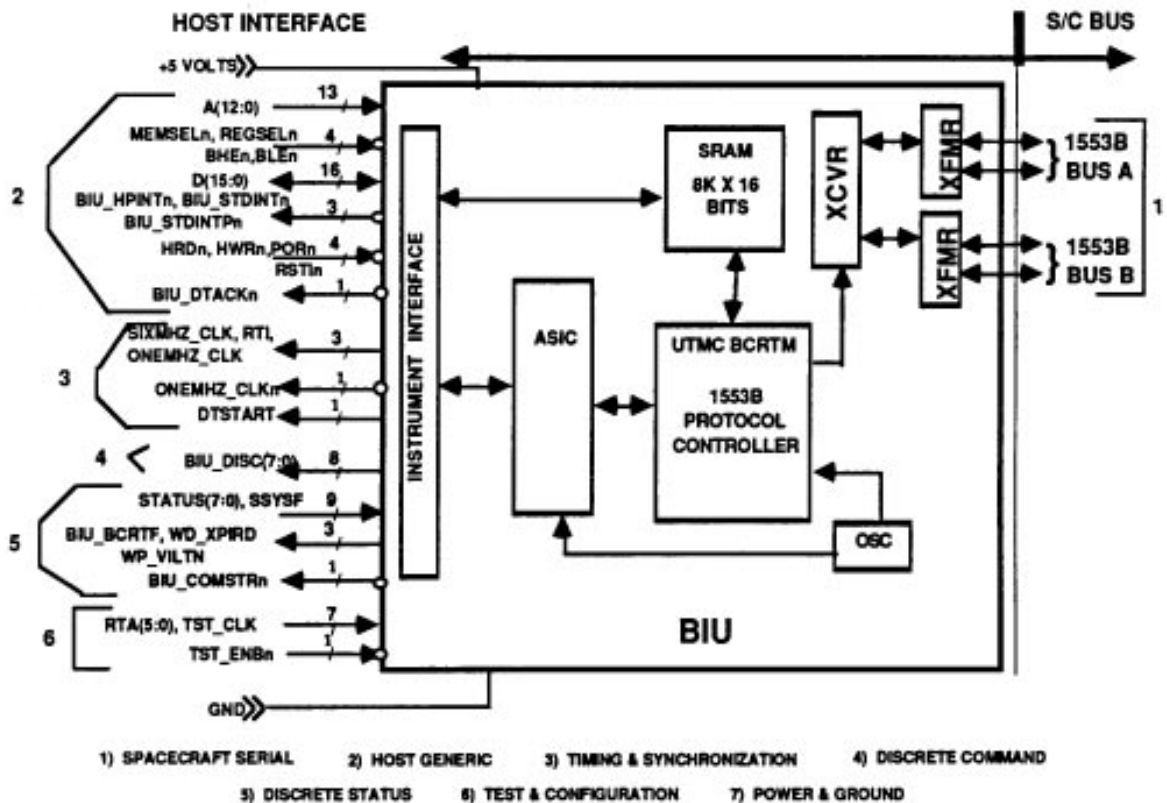 HOST INTERFACE
S/C BUS
+5 VOLTS
A(12:0)
13
MEMSELn, REGSELn
BHEn,BLEn
4
D(15:0)
16
BIU_HPINTn, BIU_STDINTn
BIU_STDINTPn
3
HRDn, HWRn,PORn
RSTIn
4
BIU_DTACKn
1
2
SIXMHZ_CLK, RTI,
ONEMHZ_CLK
3
ONEMHZ_CLKn
1
DTSTART
1
3
4
BIU_DISC(7:0)
8
STATUS(7:0), SSYSF
9
BIU_BCRTF, WD_XPIRD
WP_VILTN
3
BIU_COMSTRn
1
5
RTA(5:0), TST_CLK
7
TST_ENBn
1
6
GND
INSTRUMENT INTERFACE
SRAM
8K X 16
BITS
ASIC
UTMC BCRTM
1553B
PROTOCOL
CONTROLLER
XCVR
XFMR
XFMR
OSC
BIU
1553B
BUS A
1553B
BUS B
1
1) SPACECRAFT SERIAL 2) HOST GENERIC 3) TIMING & SYNCHRONIZATION 4) DISCRETE COMMAND
5) DISCRETE STATUS 6) TEST & CONFIGURATION 7) POWER & GROUND